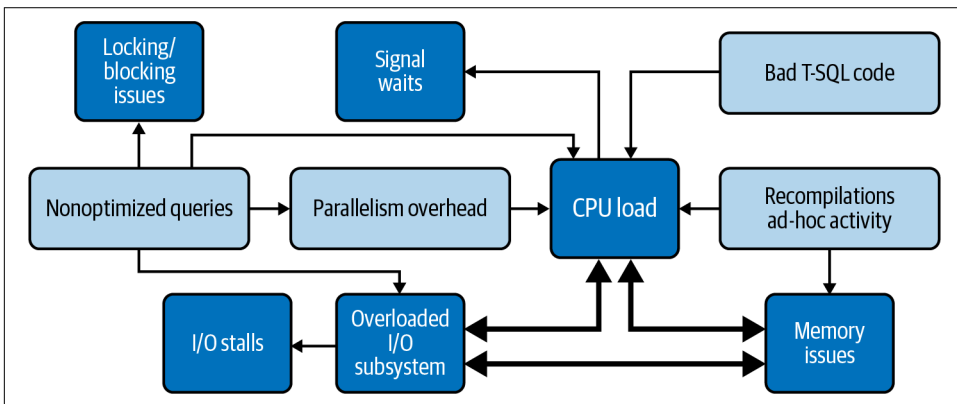 Locking/
blocking
issues
Signal
waits
Bad T-SQL code
Nonoptimized queries
Parallelism overhead
CPU load
Recompilations
ad-hoc activity
I/O stalls
Overloaded
I/O
subsystem
Memory
issues